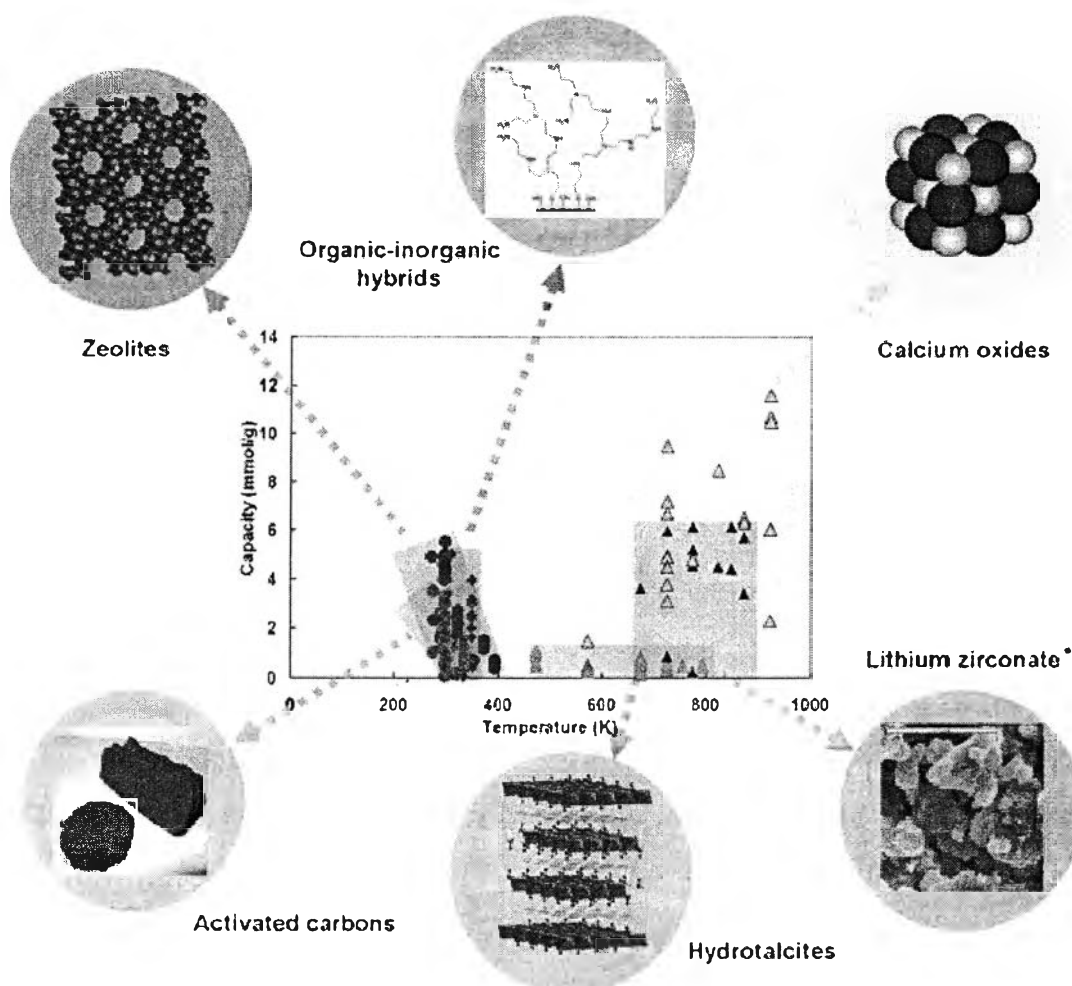 Organic-inorganic
hybrids
Zeolites
Calcium oxides
14
12
10
8
6
4
2
0
Capacity (mmol/g)
0
200
400
600
800
1000
Temperature (K)
Lithium zirconate*
Activated carbons
Hydrotalcites